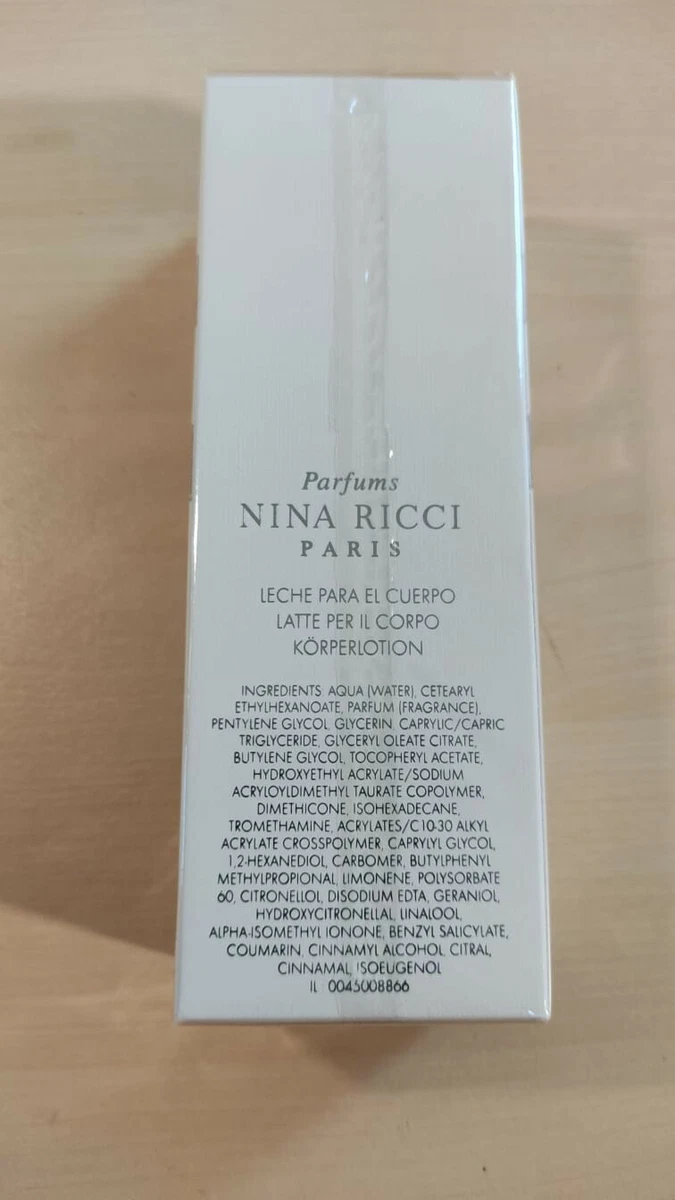 Parfums
NINA RICCI
PARIS
LECHE PARA EL CUERPO
LATTE PER IL CORPO
KÖRPERLOTION
INGREDIENTS: AQUA (WATER), CETEARYL
ETHYLHEXANOATE, PARFUM (FRAGRANCE),
PENTYLENE GLYCOL, GLYCERIN, CAPRYLIC/CAPRIC
TRIGLYCERIDE, GLYCERYL OLEATE CITRATE,
BUTYLENE GLYCOL, TOCOPHERYL ACETATE,
HYDROXYETHYL ACRYLATE/SODIUM
ACRYLOYLDIMETHYL TAURATE COPOLYMER,
DIMETHICONE, ISOHEXADECANE,
TROMETHAMINE, ACRYLATES/C10-30 ALKYL
ACRYLATE CROSSPOLYMER, CAPRYLYL GLYCOL,
1,2-HEXANEDIOL, CARBOMER, BUTYLPHENYL
METHYLPROPIONAL, LIMONENE, POLYSORBATE
60, CITRONELLOL, DISODIUM EDTA, GERANIOL,
HYDROXYCITRONELLAL, LINALOOL,
ALPHA-ISOMETHYL IONONE, BENZYL SALICYLATE,
COUMARIN, CINNAMYL ALCOHOL, CITRAL,
CINNAMAL, ISOEUGENOL
IL 0045008866